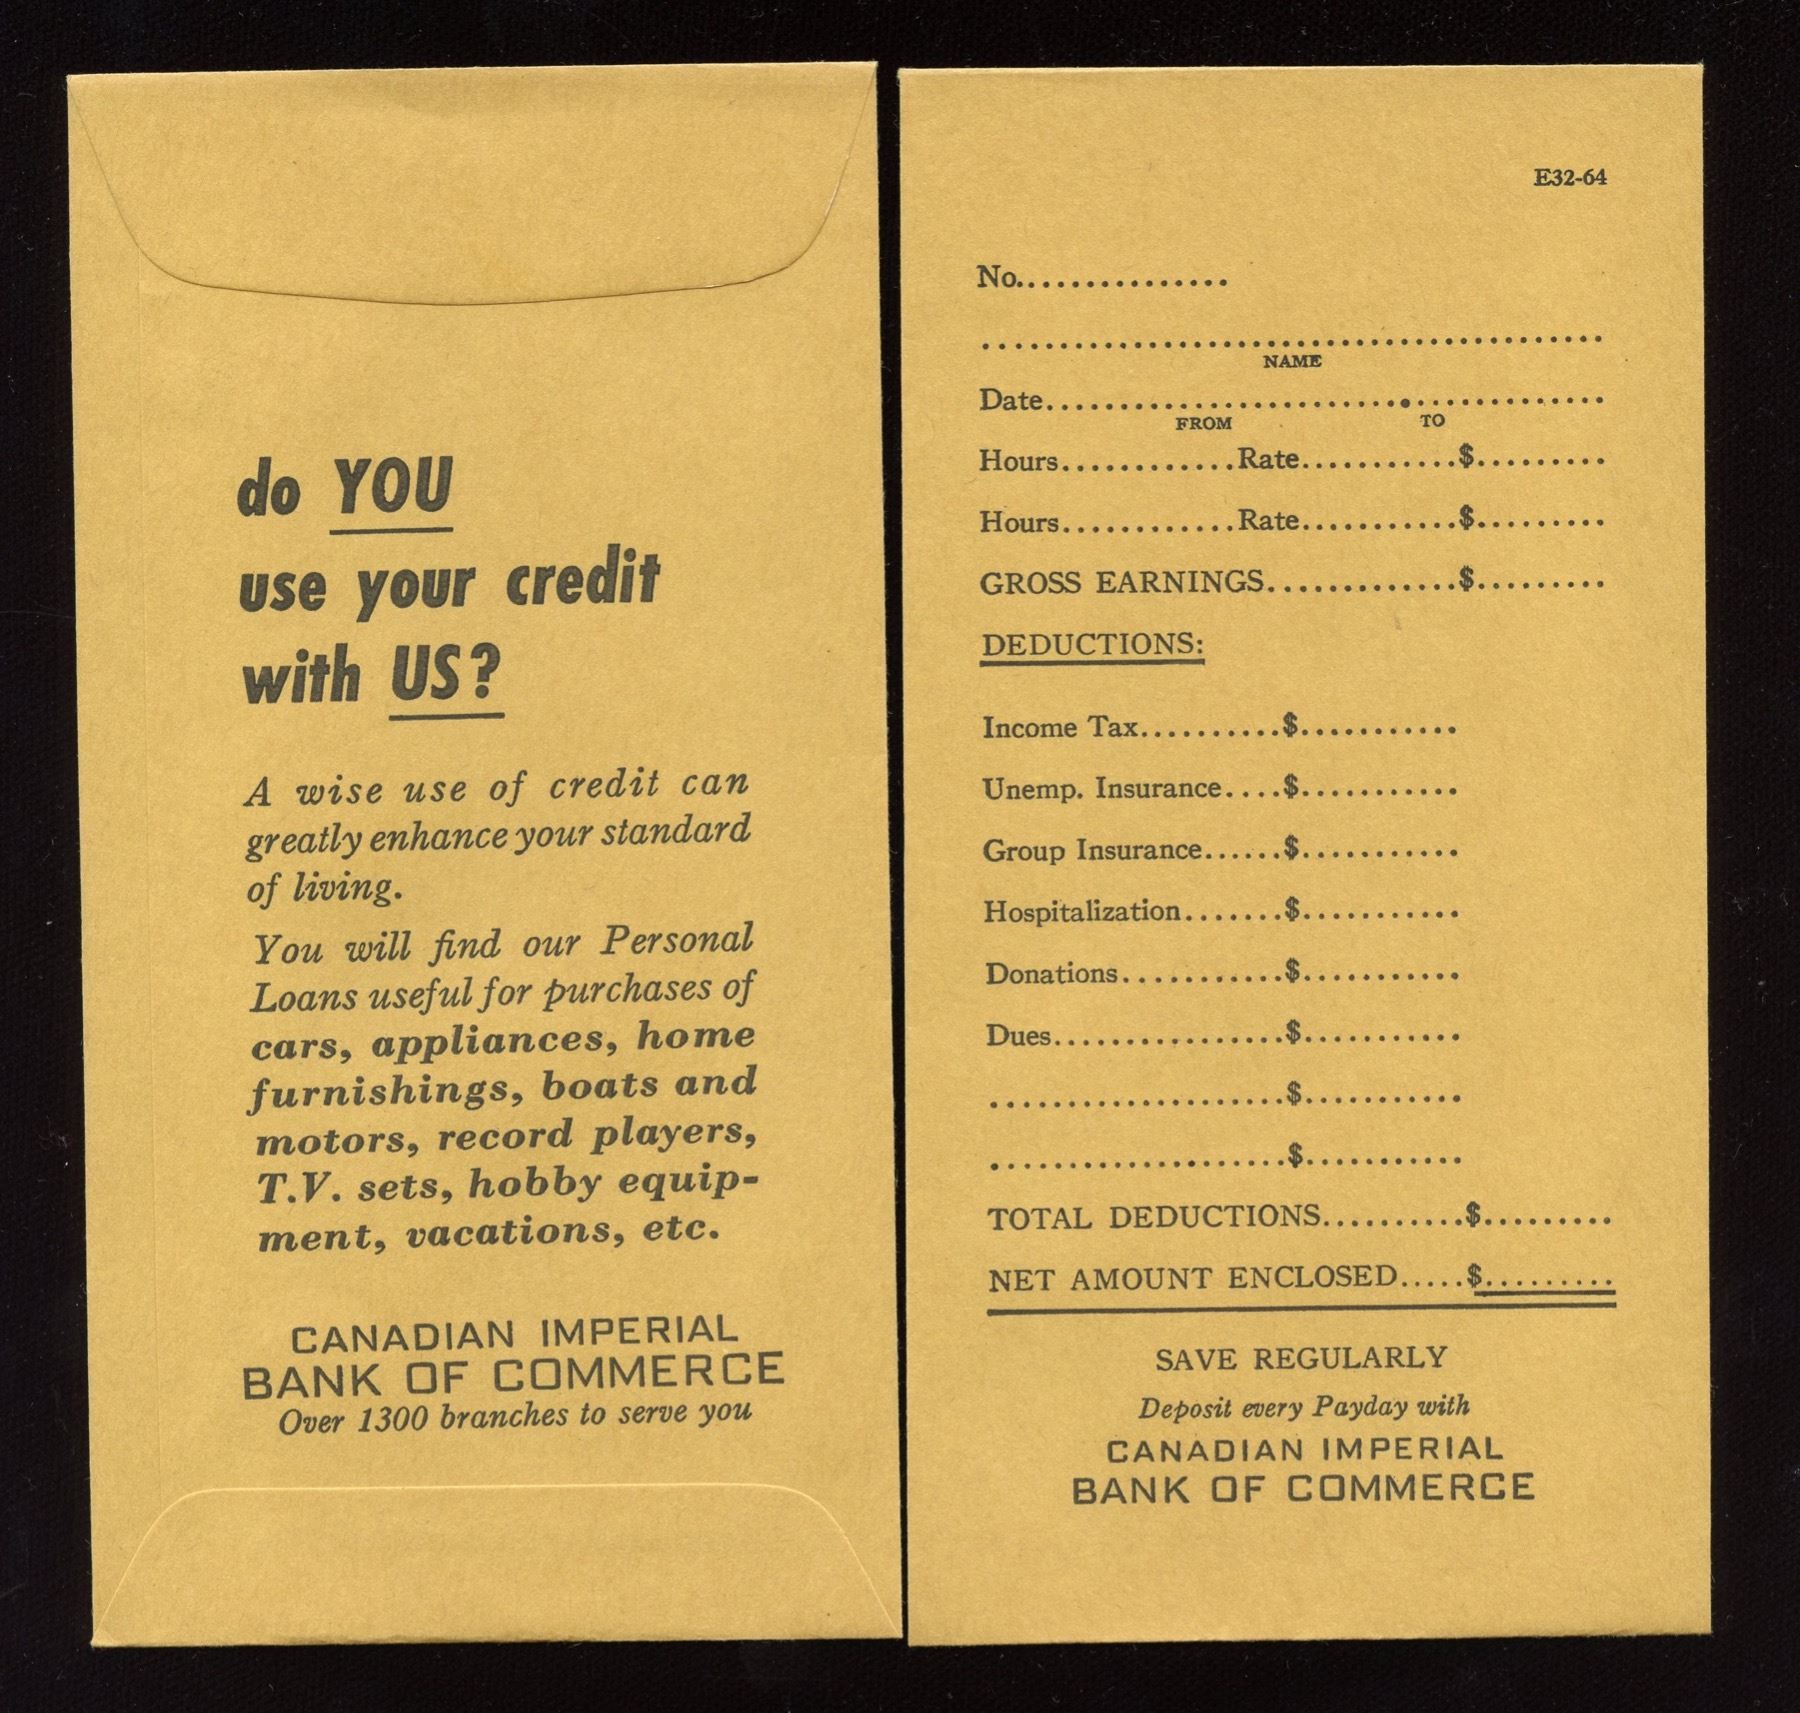 do YOU
use your credit
with US?
A wise use of credit can
greatly enhance your standard
of living.
You will find our Personal
Loans useful for purchases of
cars, appliances, home
furnishings, boats and
motors, record players,
T.V. sets, hobby equip-
ment, vacations, etc.
CANADIAN IMPERIAL
BANK OF COMMERCE
Over 1300 branches to serve you
E32-64
No...............
........................................
NAME
Date........................................
FROM TO
Hours............Rate...........$.........
Hours............Rate...........$.........
GROSS EARNINGS.............$.........
DEDUCTIONS:
Income Tax..........$...........
Unemp. Insurance....$...........
Group Insurance......$...........
Hospitalization.......$...........
Donations...........$...........
Dues................$...........
....................$...........
....................$...........
TOTAL DEDUCTIONS..........$.........
NET AMOUNT ENCLOSED.....$.........
SAVE REGULARLY
Deposit every Payday with
CANADIAN IMPERIAL
BANK OF COMMERCE